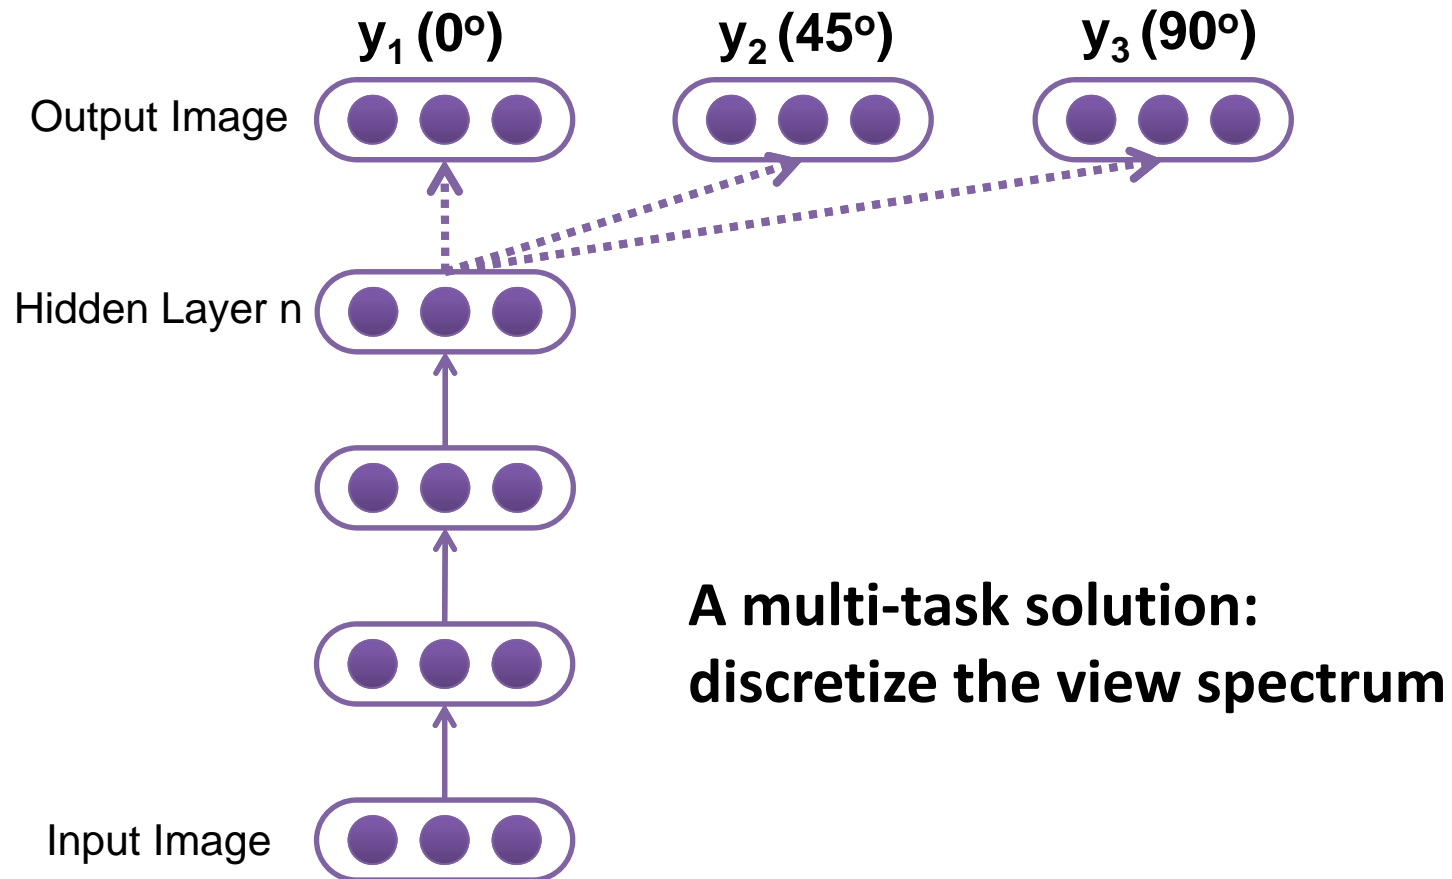 y₁ (0º) y₂ (45º) y₃ (90º)
Output Image
Hidden Layer n
A multi-task solution:
discretize the view spectrum
Input Image